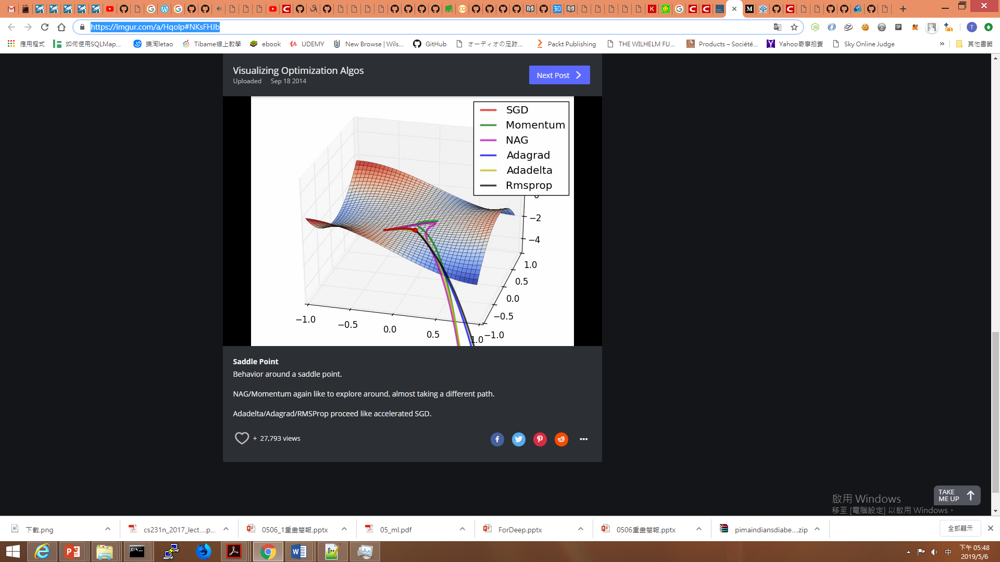 https://imgur.com/a/Hqolp#NKsFHJb
應用程式
如何使用SQLMap...
樂淘letao
Tibame線上教學
ebook
UDEMY
New Browse | Wils...
GitHub
オーディオの足跡...
Packt Publishing
THE WILHELM FU...
Products – Société...
Yahoo奇摩拍賣
Sky Online Judge
»
其他書籤
Visualizing Optimization Algos
Uploaded Sep 18 2014
Next Post
SGD
Momentum
NAG
Adagrad
Adadelta
Rmsprop
−2
−4
1.0
0.5
0.0
−0.5
−1.0
−1.0
−0.5
0.0
0.5
1.0
Saddle Point
Behavior around a saddle point.
NAG/Momentum again like to explore around, almost taking a different path.
Adadelta/Adagrad/RMSProp proceed like accelerated SGD.
+ 27,793 views
TAKE
ME UP
啟用 Windows
移至 [電腦設定] 以啟用 Windows。
下載.png
cs231n_2017_lect....p...
0506_1重盡簡報.pptx
05_ml.pdf
ForDeep.pptx
0506重盡簡報.pptx
pimaindiansdiabe....zip
全部顯示
中
下午 05:48
2019/5/6